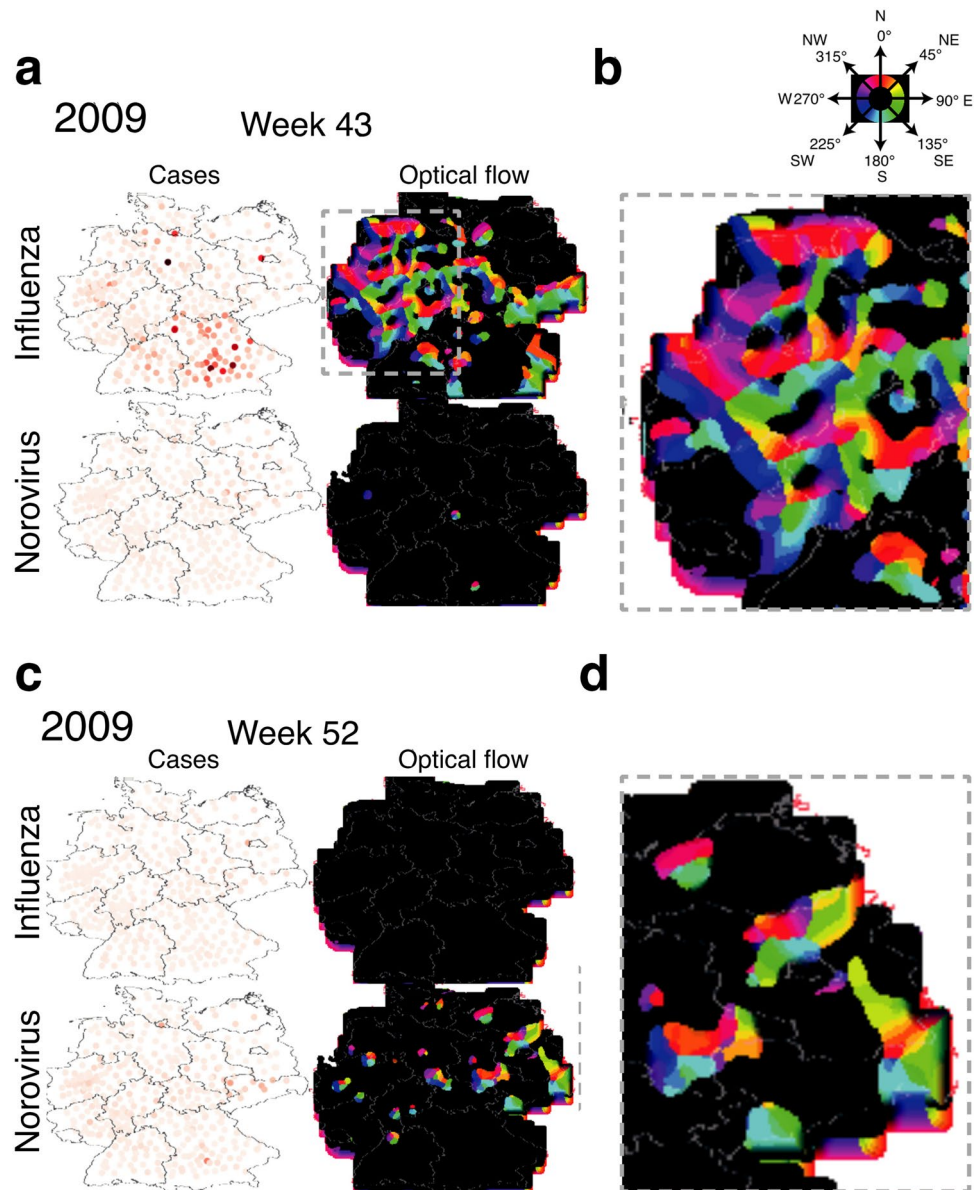 a
2009 Week 43
Cases Optical flow
Influenza
Norovirus
b
N
0°
NW
315°
NE
45°
W 270°
90° E
225°
SW
135°
SE
180°
S
c
2009 Week 52
Cases Optical flow
Influenza
Norovirus
d